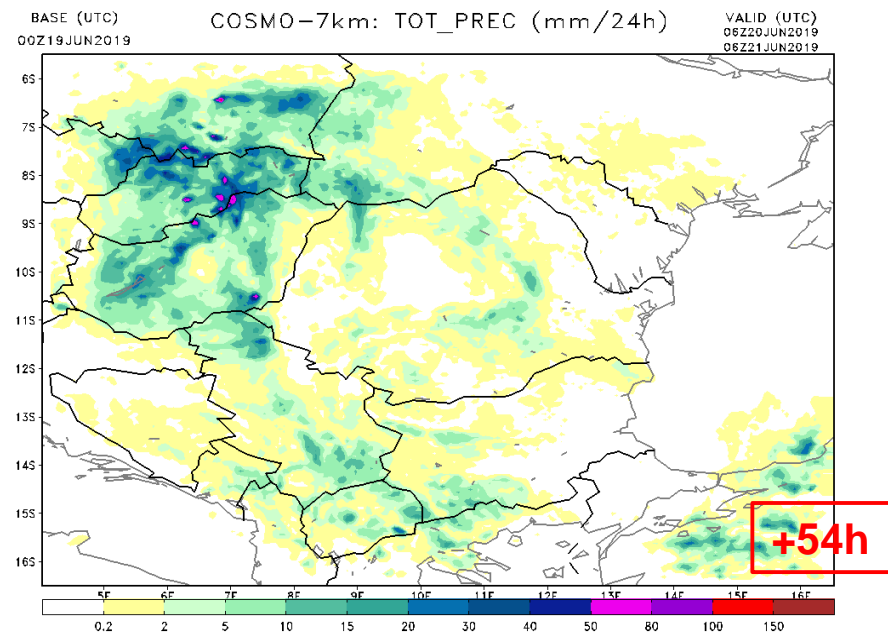 BASE (UTC)
00Z19JUN2019
COSMO-7km: TOT_PREC (mm/24h)
VALID (UTC)
06Z20JUN2019
06Z21JUN2019
6S
7S
8S
9S
10S
11S
12S
13S
14S
15S
16S
5E 6E 7E 8E 9E 10E 11E 12E 13E 14E 15E 16E
+54h
0.2 2 5 10 15 20 30 40 50 80 100 150